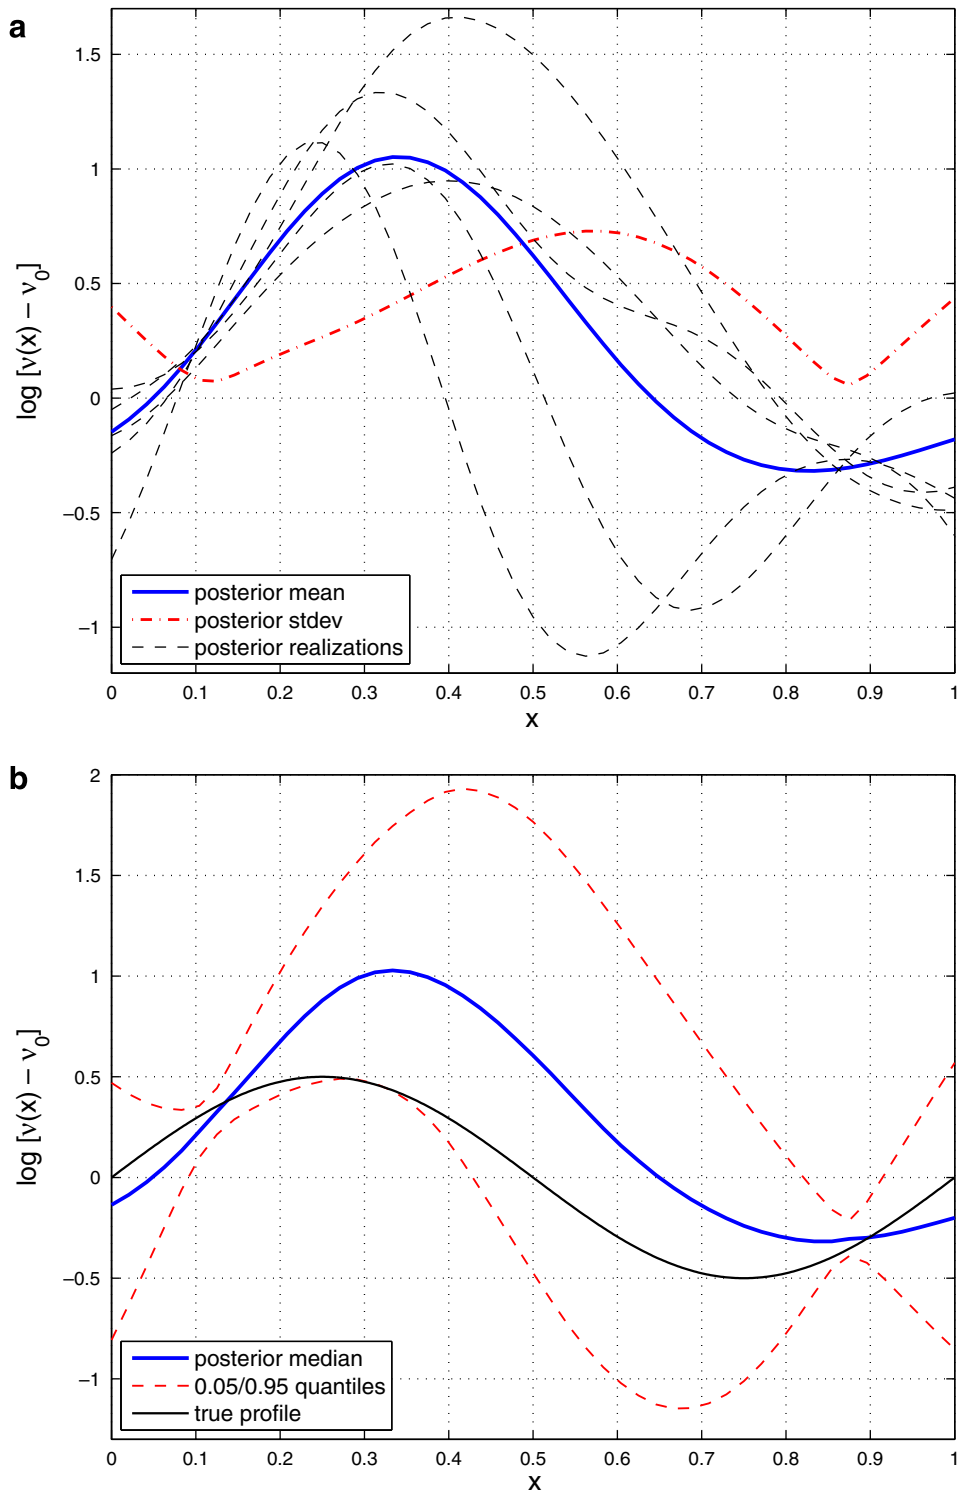 a
1.5
1
0.5
0
−0.5
−1
log [ν(x) − ν0]
posterior mean
posterior stdev
posterior realizations
0 0.1 0.2 0.3 0.4 0.5 0.6 0.7 0.8 0.9 1
x
b
2
1.5
1
0.5
0
−0.5
−1
log [ν(x) − ν0]
posterior median
0.05/0.95 quantiles
true profile
0 0.1 0.2 0.3 0.4 0.5 0.6 0.7 0.8 0.9 1
x